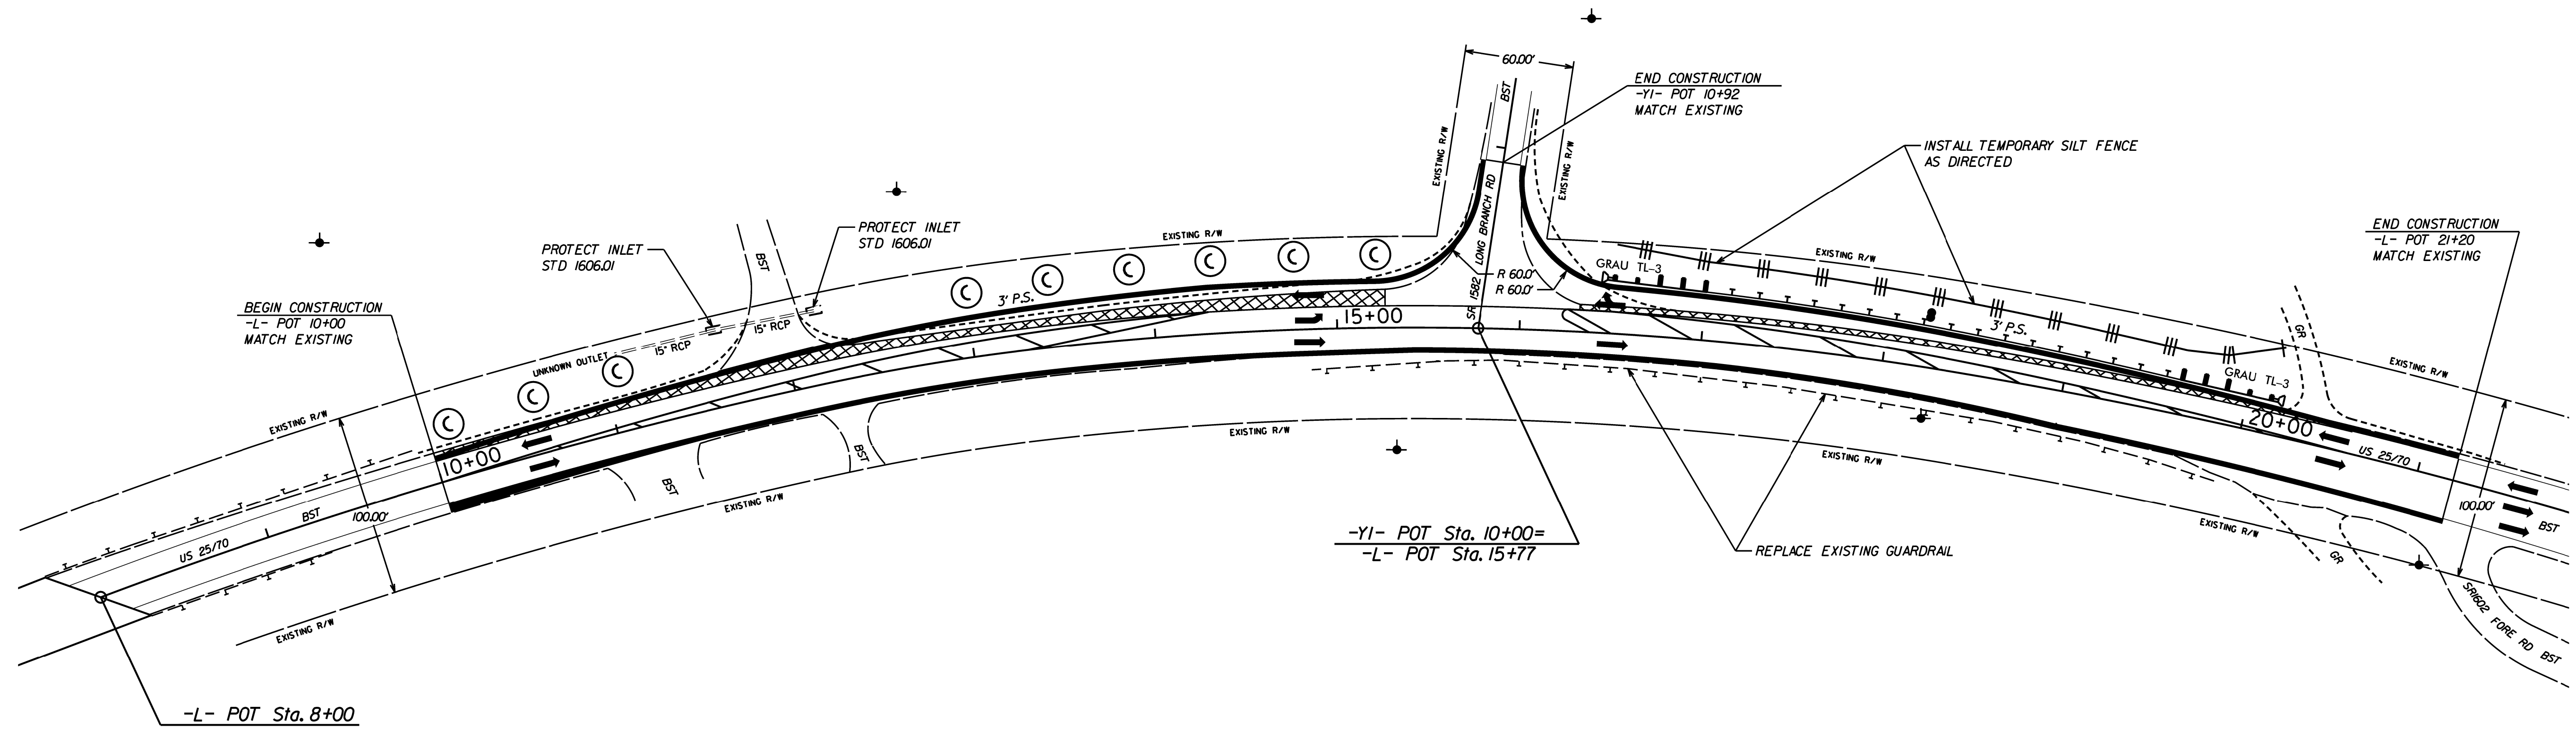 60.00'
END CONSTRUCTION
-Y1- POT 10+92
MATCH EXISTING
BST
EXISTING R/W
EXISTING R/W
INSTALL TEMPORARY SILT FENCE
AS DIRECTED
PROTECT INLET
STD 1606.01
PROTECT INLET
STD 1606.01
EXISTING R/W
SR 1582 LONG BRANCH RD
EXISTING R/W
END CONSTRUCTION
-L- POT 21+20
MATCH EXISTING
BST
C
C
C
C
C
C
GRAU TL-3
R 60.0'
R 60.0'
BEGIN CONSTRUCTION
-L- POT 10+00
MATCH EXISTING
3' P.S.
15" RCP
15" RCP
15+00
3' P.S.
GR
UNKNOWN OUTLET
C
C
C
GRAU TL-3
EXISTING R/W
EXISTING R/W
EXISTING R/W
20+00
10+00
BST
BST
EXISTING R/W
EXISTING R/W
US 25/70
BST
100.00'
US 25/70
EXISTING R/W
EXISTING R/W
100.00'
BST
-Y1- POT Sta. 10+00=
-L- POT Sta. 15+77
REPLACE EXISTING GUARDRAIL
GR
SR1602 FORE RD BST
-L- POT Sta. 8+00